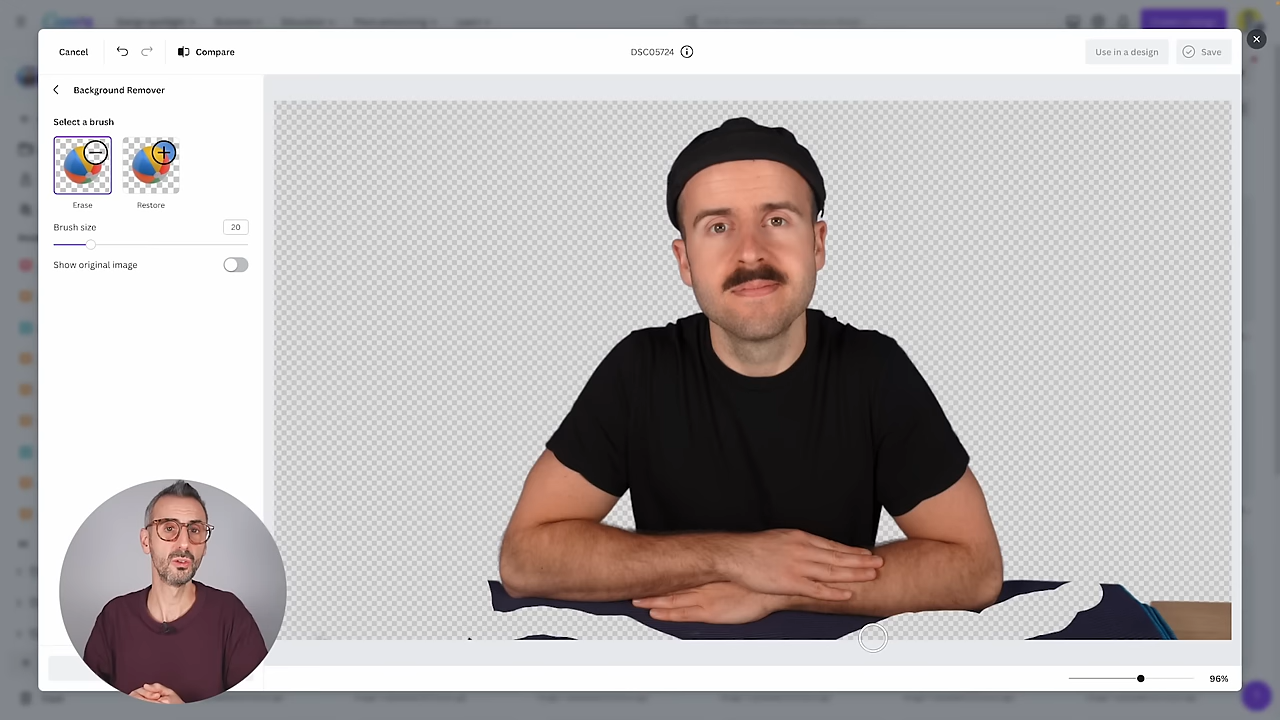 Cancel
Compare
DSC05724
Use in a design
Save
Background Remover
Select a brush
Erase
Restore
Brush size
20
Show original image
96%